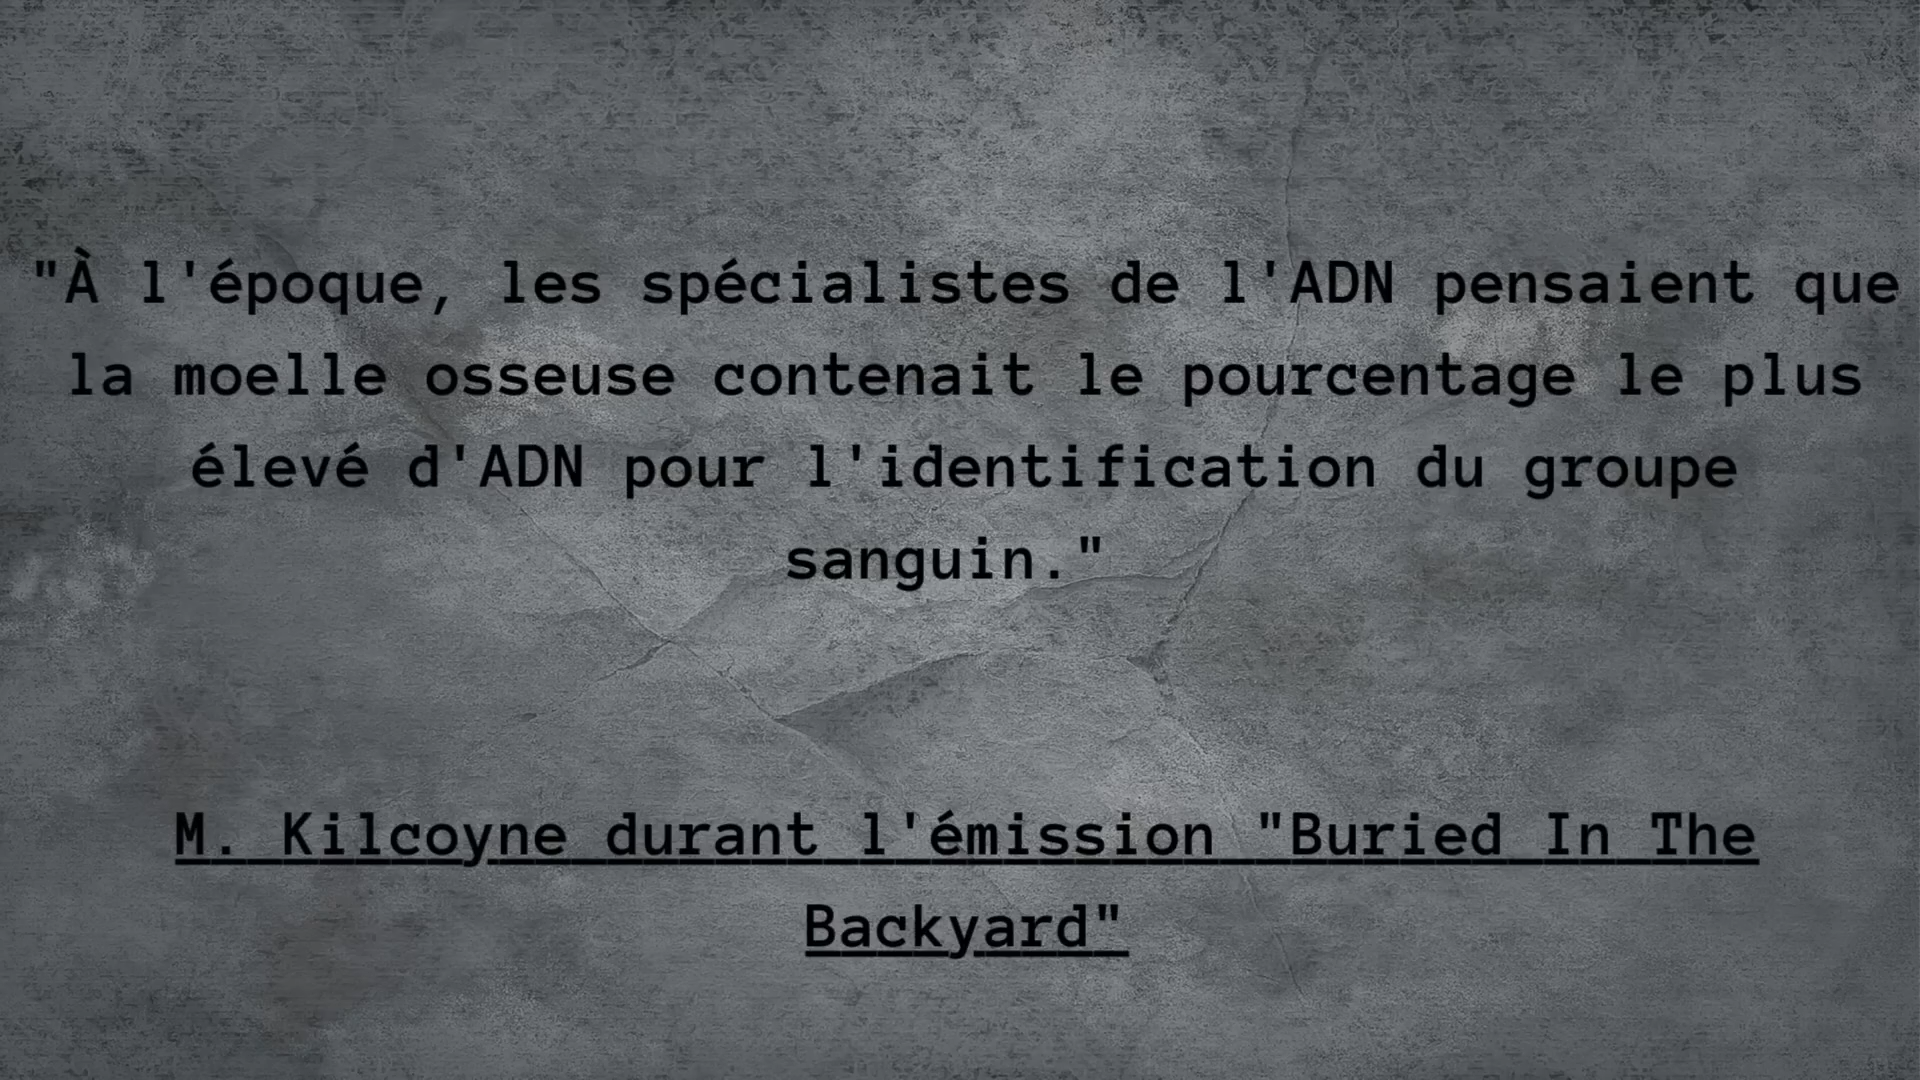 "À l'époque, les spécialistes de l'ADN pensaient que
la moelle osseuse contenait le pourcentage le plus
élevé d'ADN pour l'identification du groupe
sanguin."
M. Kilcoyne durant l'émission "Buried In The
Backyard"